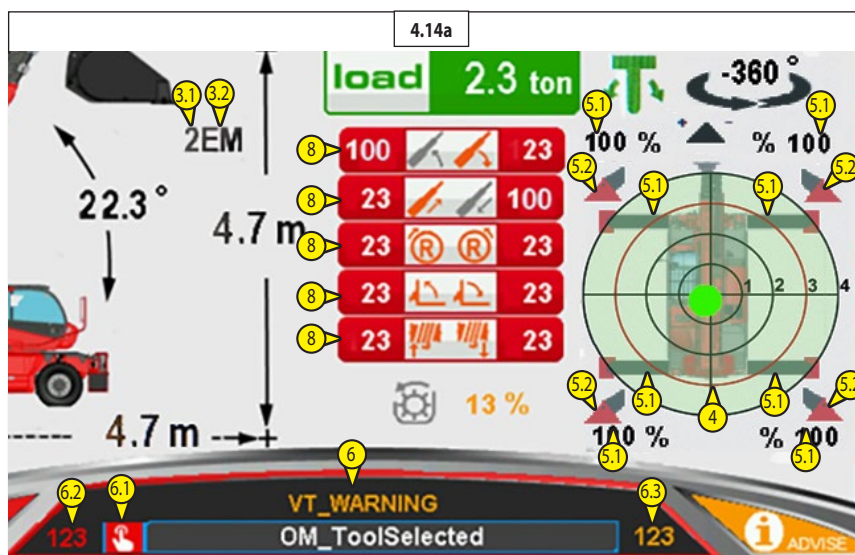 4.14a
load 2.3 ton
-360°
5.1 5.1
3.1 3.2
2EM
+ -
100 % % 100
8 100 23
5.2 5.1 5.1 5.2
22.3°
8 23 100
4.7 m
8 23 R R 23
1 2 3 4
8 23 23
8 23 23
5.2 5.1 4 5.1 5.2
13 %
4.7 m
100 % % 100
5.1 5.1
6
6.2 6.1 6.3
VT_WARNING
123 OM_ToolSelected 123
i ADVISE